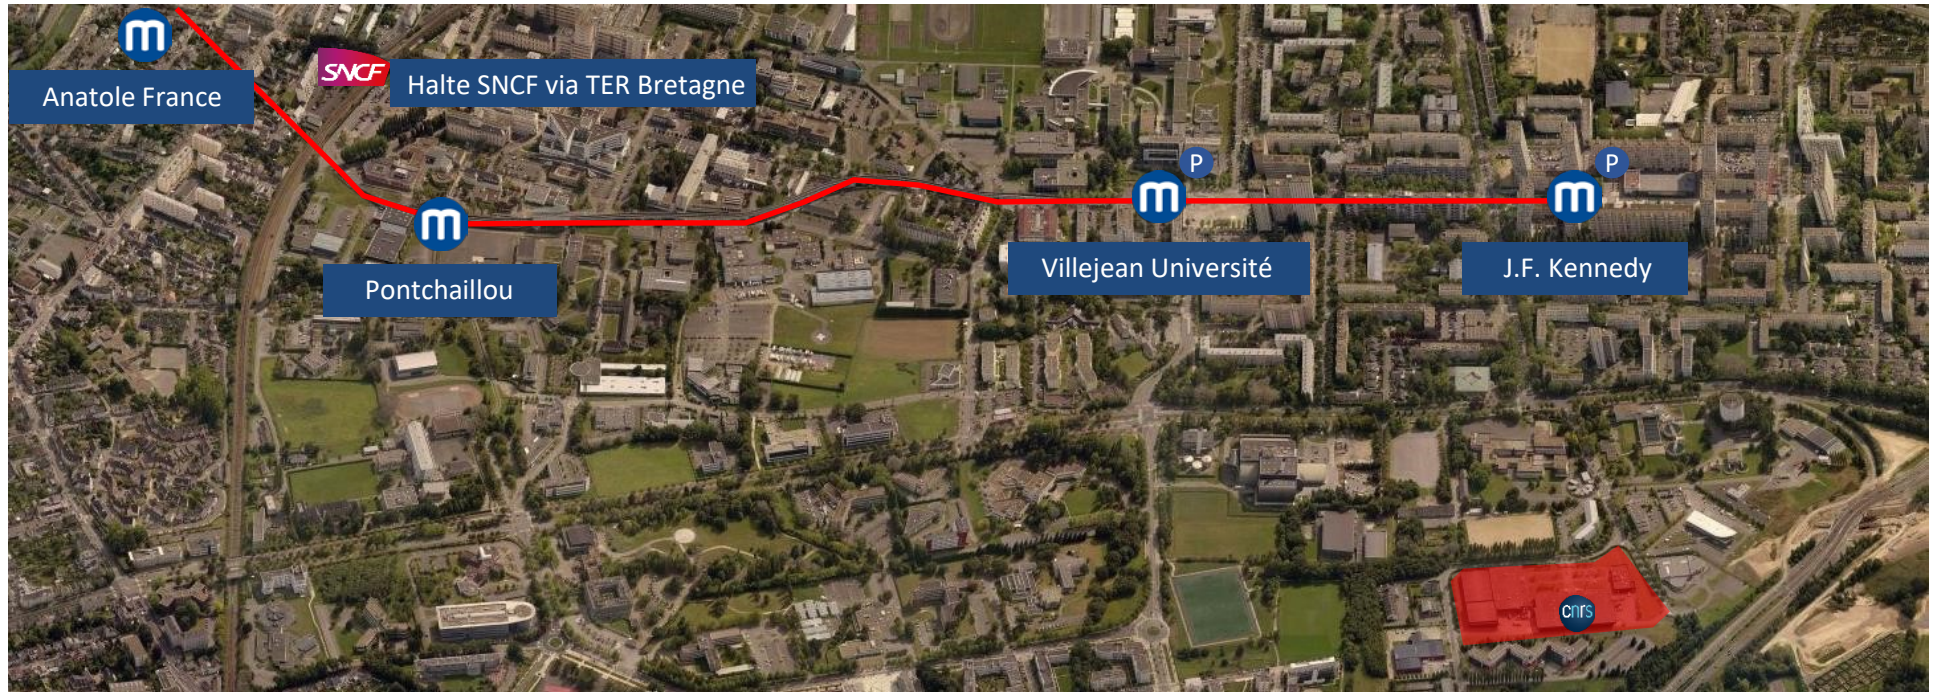 m
Anatole France
SNCF
Halte SNCF via TER Bretagne
m
Pontchaillou
P
m
Villejean Université
P
m
J.F. Kennedy
cnrs